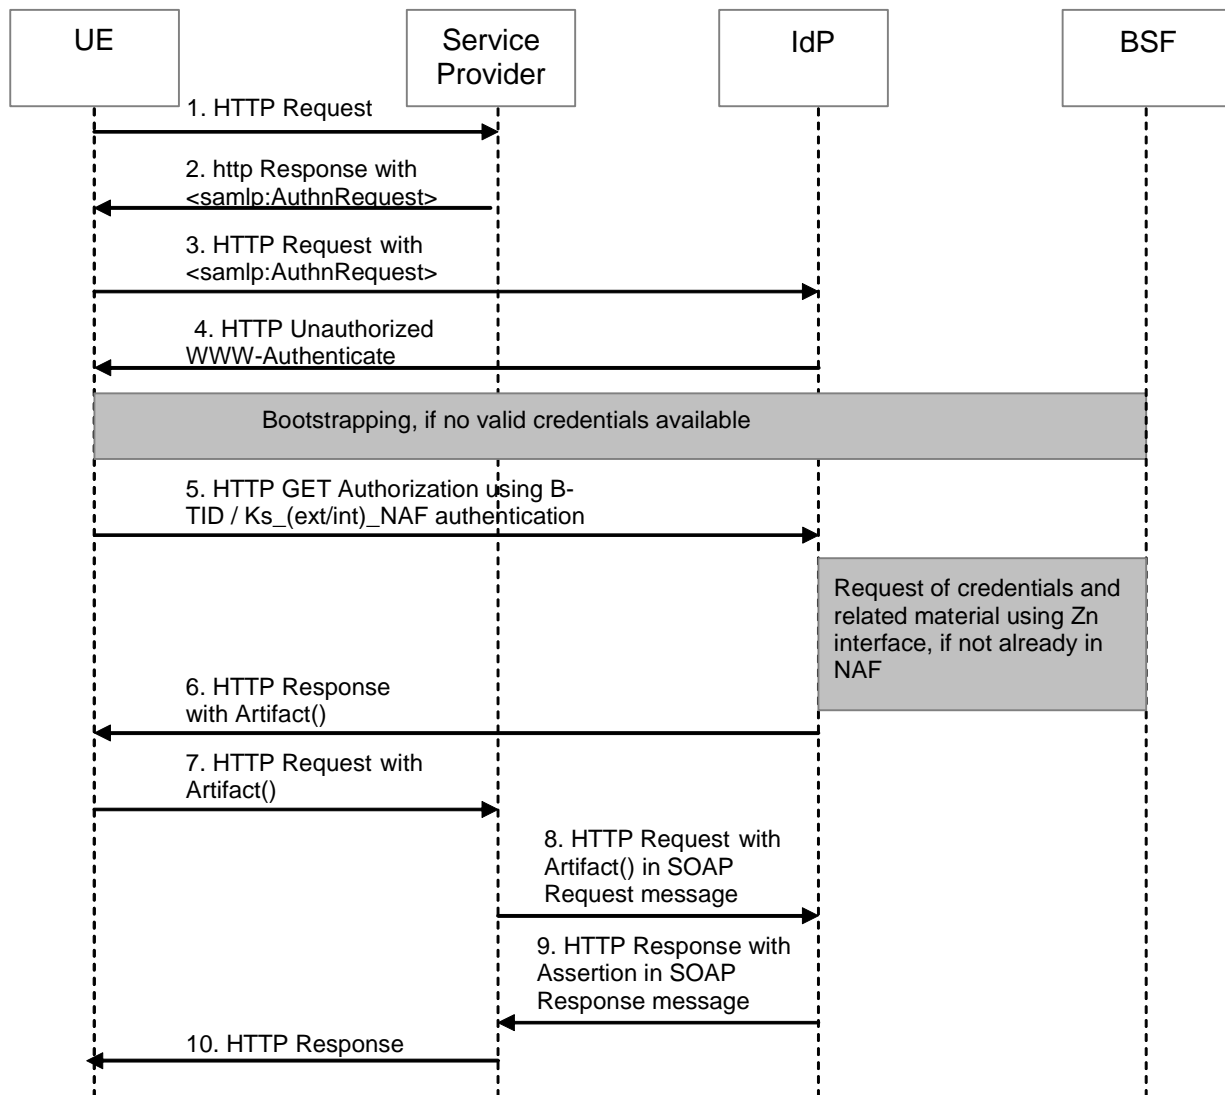 UE
Service
Provider
IdP
BSF
1. HTTP Request
2. http Response with
<samlp:AuthnRequest>
3. HTTP Request with
<samlp:AuthnRequest>
4. HTTP Unauthorized
WWW-Authenticate
Bootstrapping, if no valid credentials available
5. HTTP GET Authorization using B-
TID / Ks_(ext/int)_NAF authentication
Request of credentials and
related material using Zn
interface, if not already in
NAF
6. HTTP Response
with Artifact()
7. HTTP Request with
Artifact()
8. HTTP Request with
Artifact() in SOAP
Request message
9. HTTP Response with
Assertion in SOAP
Response message
10. HTTP Response